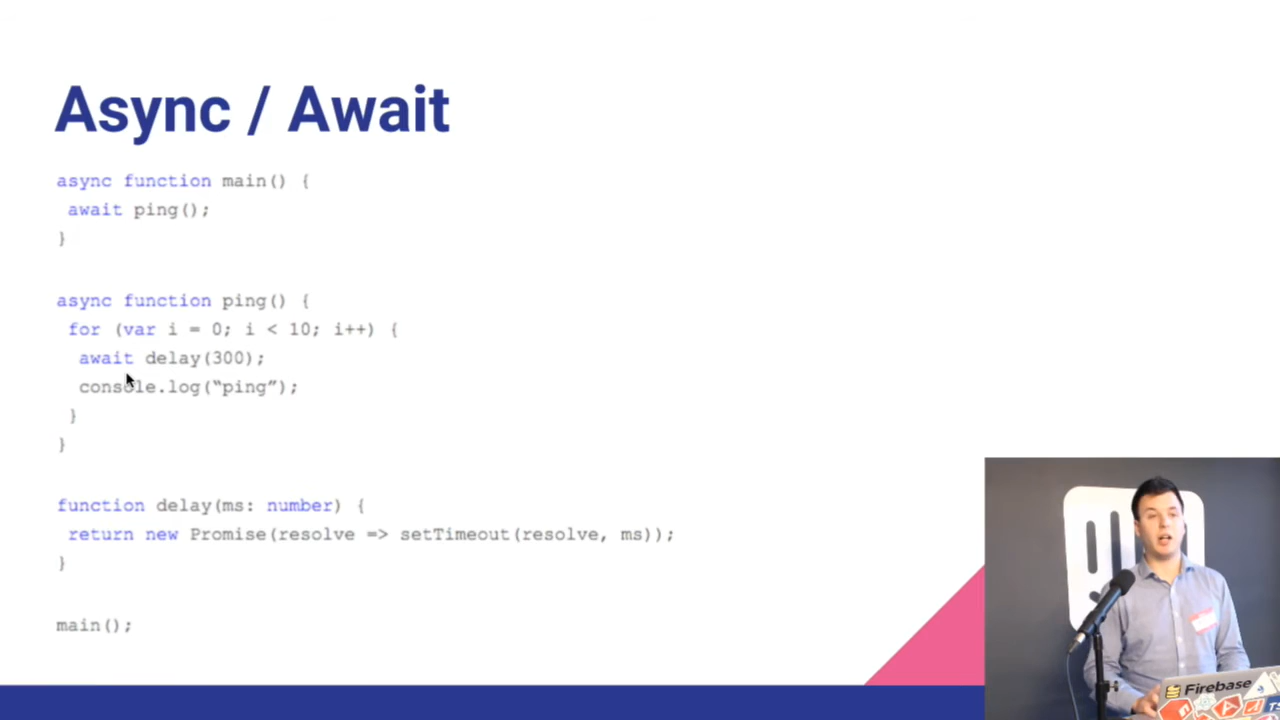 Async / Await
async function main() {
await ping();
}
async function ping() {
for (var i = 0; i < 10; i++) {
await delay(300);
console.log(“ping”);
}
}
function delay(ms: number) {
return new Promise(resolve => setTimeout(resolve, ms));
}
main();
Firebase